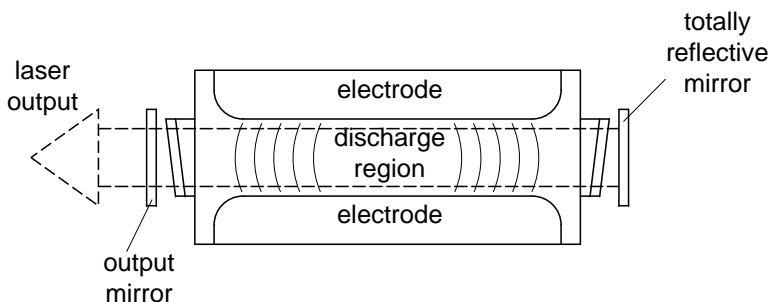 totally
reflective
mirror
laser
output
electrode
discharge
region
electrode
output
mirror